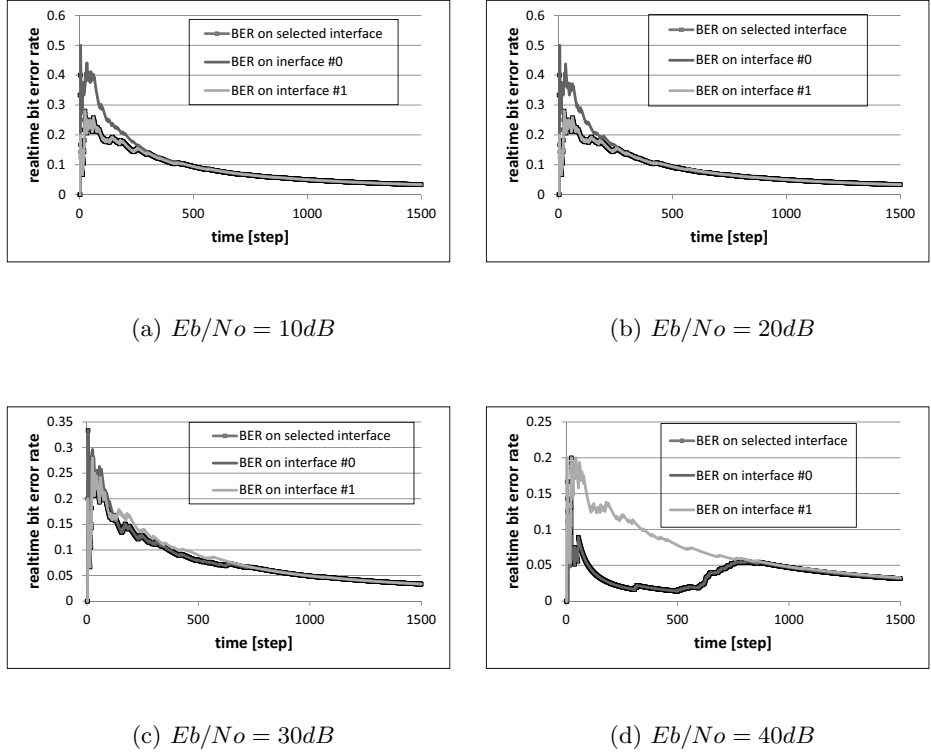 0.6
0.5
0.4
0.3
0.2
0.1
0
0
500
1000
1500
realtime bit error rate
time [step]
BER on selected interface
BER on inerface #0
BER on interface #1
(a) Eb/No = 10dB
0.6
0.5
0.4
0.3
0.2
0.1
0
0
500
1000
1500
realtime bit error rate
time [step]
BER on selected interface
BER on interface #0
BER on interface #1
(b) Eb/No = 20dB
0.35
0.3
0.25
0.2
0.15
0.1
0.05
0
0
500
1000
1500
realtime bit error rate
time [step]
BER on selected interface
BER on interface #0
BER on interface #1
(c) Eb/No = 30dB
0.25
0.2
0.15
0.1
0.05
0
0
500
1000
1500
realtime bit error rate
time [step]
BER on selected interface
BER on interface #0
BER on interface #1
(d) Eb/No = 40dB